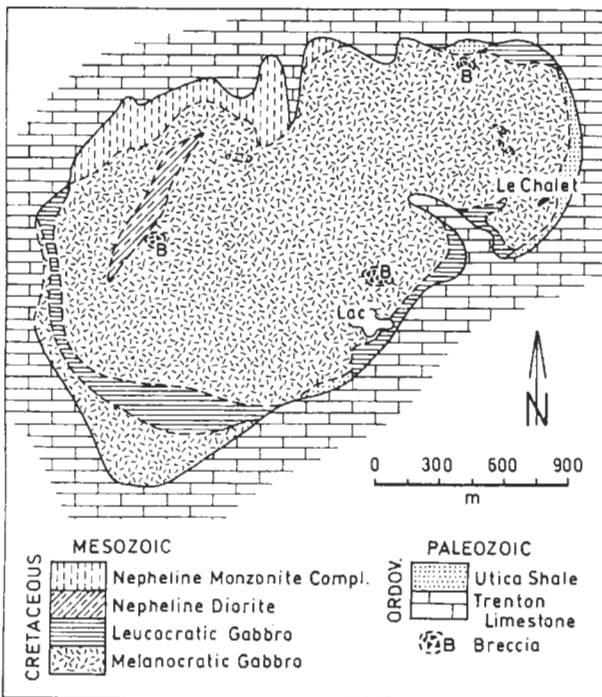 B
Le Chalet
B
B
Lac
N
0 300 600 900
m
MESOZOIC
CRETACEOUS
Nepheline Monzonite Compl.
Nepheline Diorite
Leucocratic Gabbro
Melanocratic Gabbro
PALEOZOIC
ORDOV.
Utica Shale
Trenton
Limestone
B Breccia